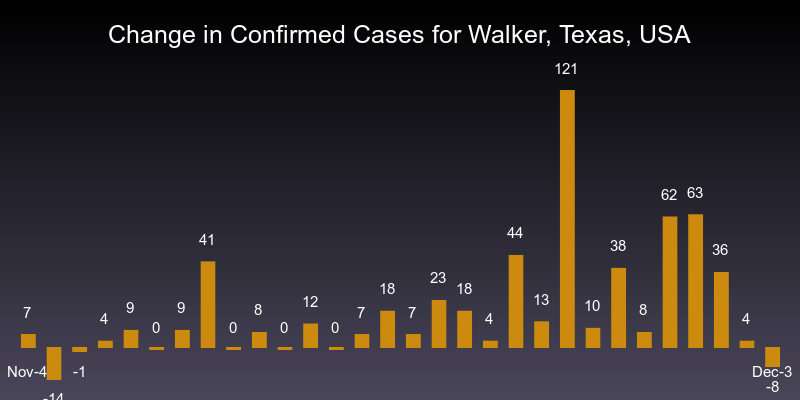 Change in Confirmed Cases for Walker, Texas, USA
121
62 63
41 44
38 36
23
18 18
12 13
7 4 9 0 9 0 8 0 0 7 7 4 10 8 4
Nov-4 -1 Dec-3
-14 -8